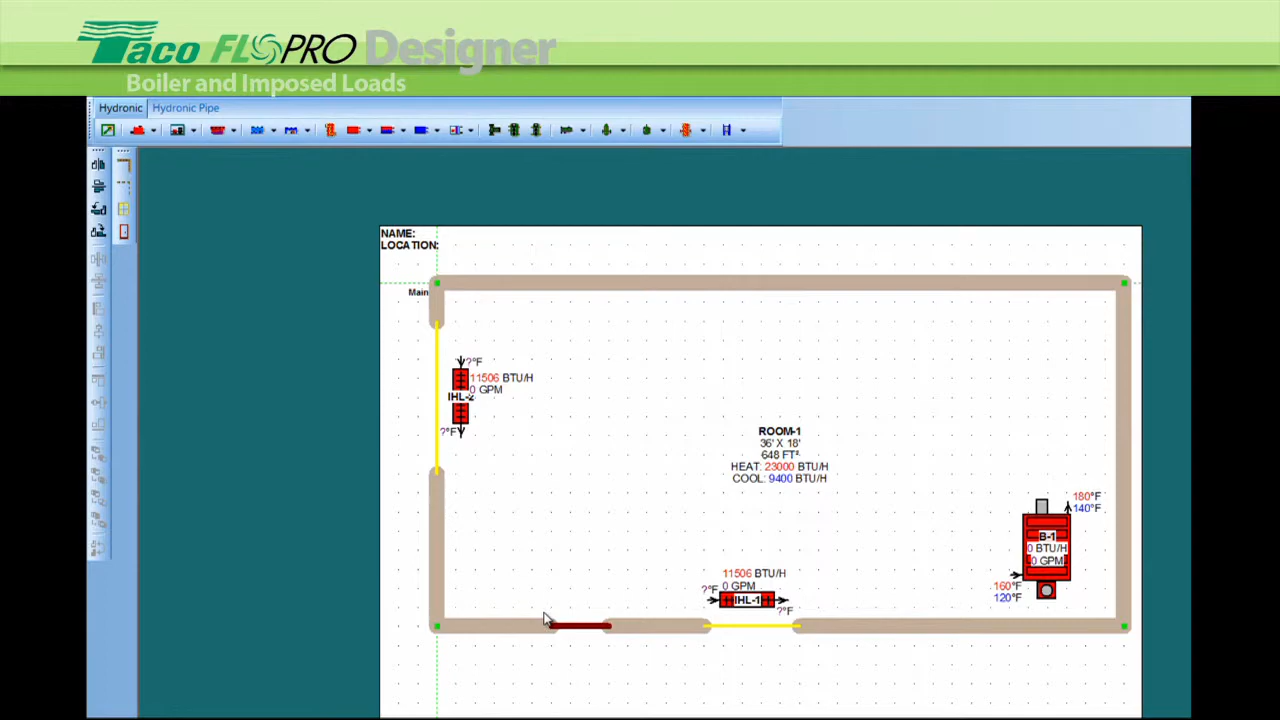 Taco FLOPRO Designer
Boiler and Imposed Loads
Hydronic Hydronic Pipe
NAME:
LOCATION:
Main
?°F
11506 BTU/H
0 GPM
IHL-2
?°F
ROOM-1
36' X 18'
648 FT²
HEAT: 23000 BTU/H
COOL: 9400 BTU/H
180°F
140°F
B-1
0 BTU/H
0 GPM
160°F
120°F
11506 BTU/H
0 GPM
?°F
IHL-1
?°F